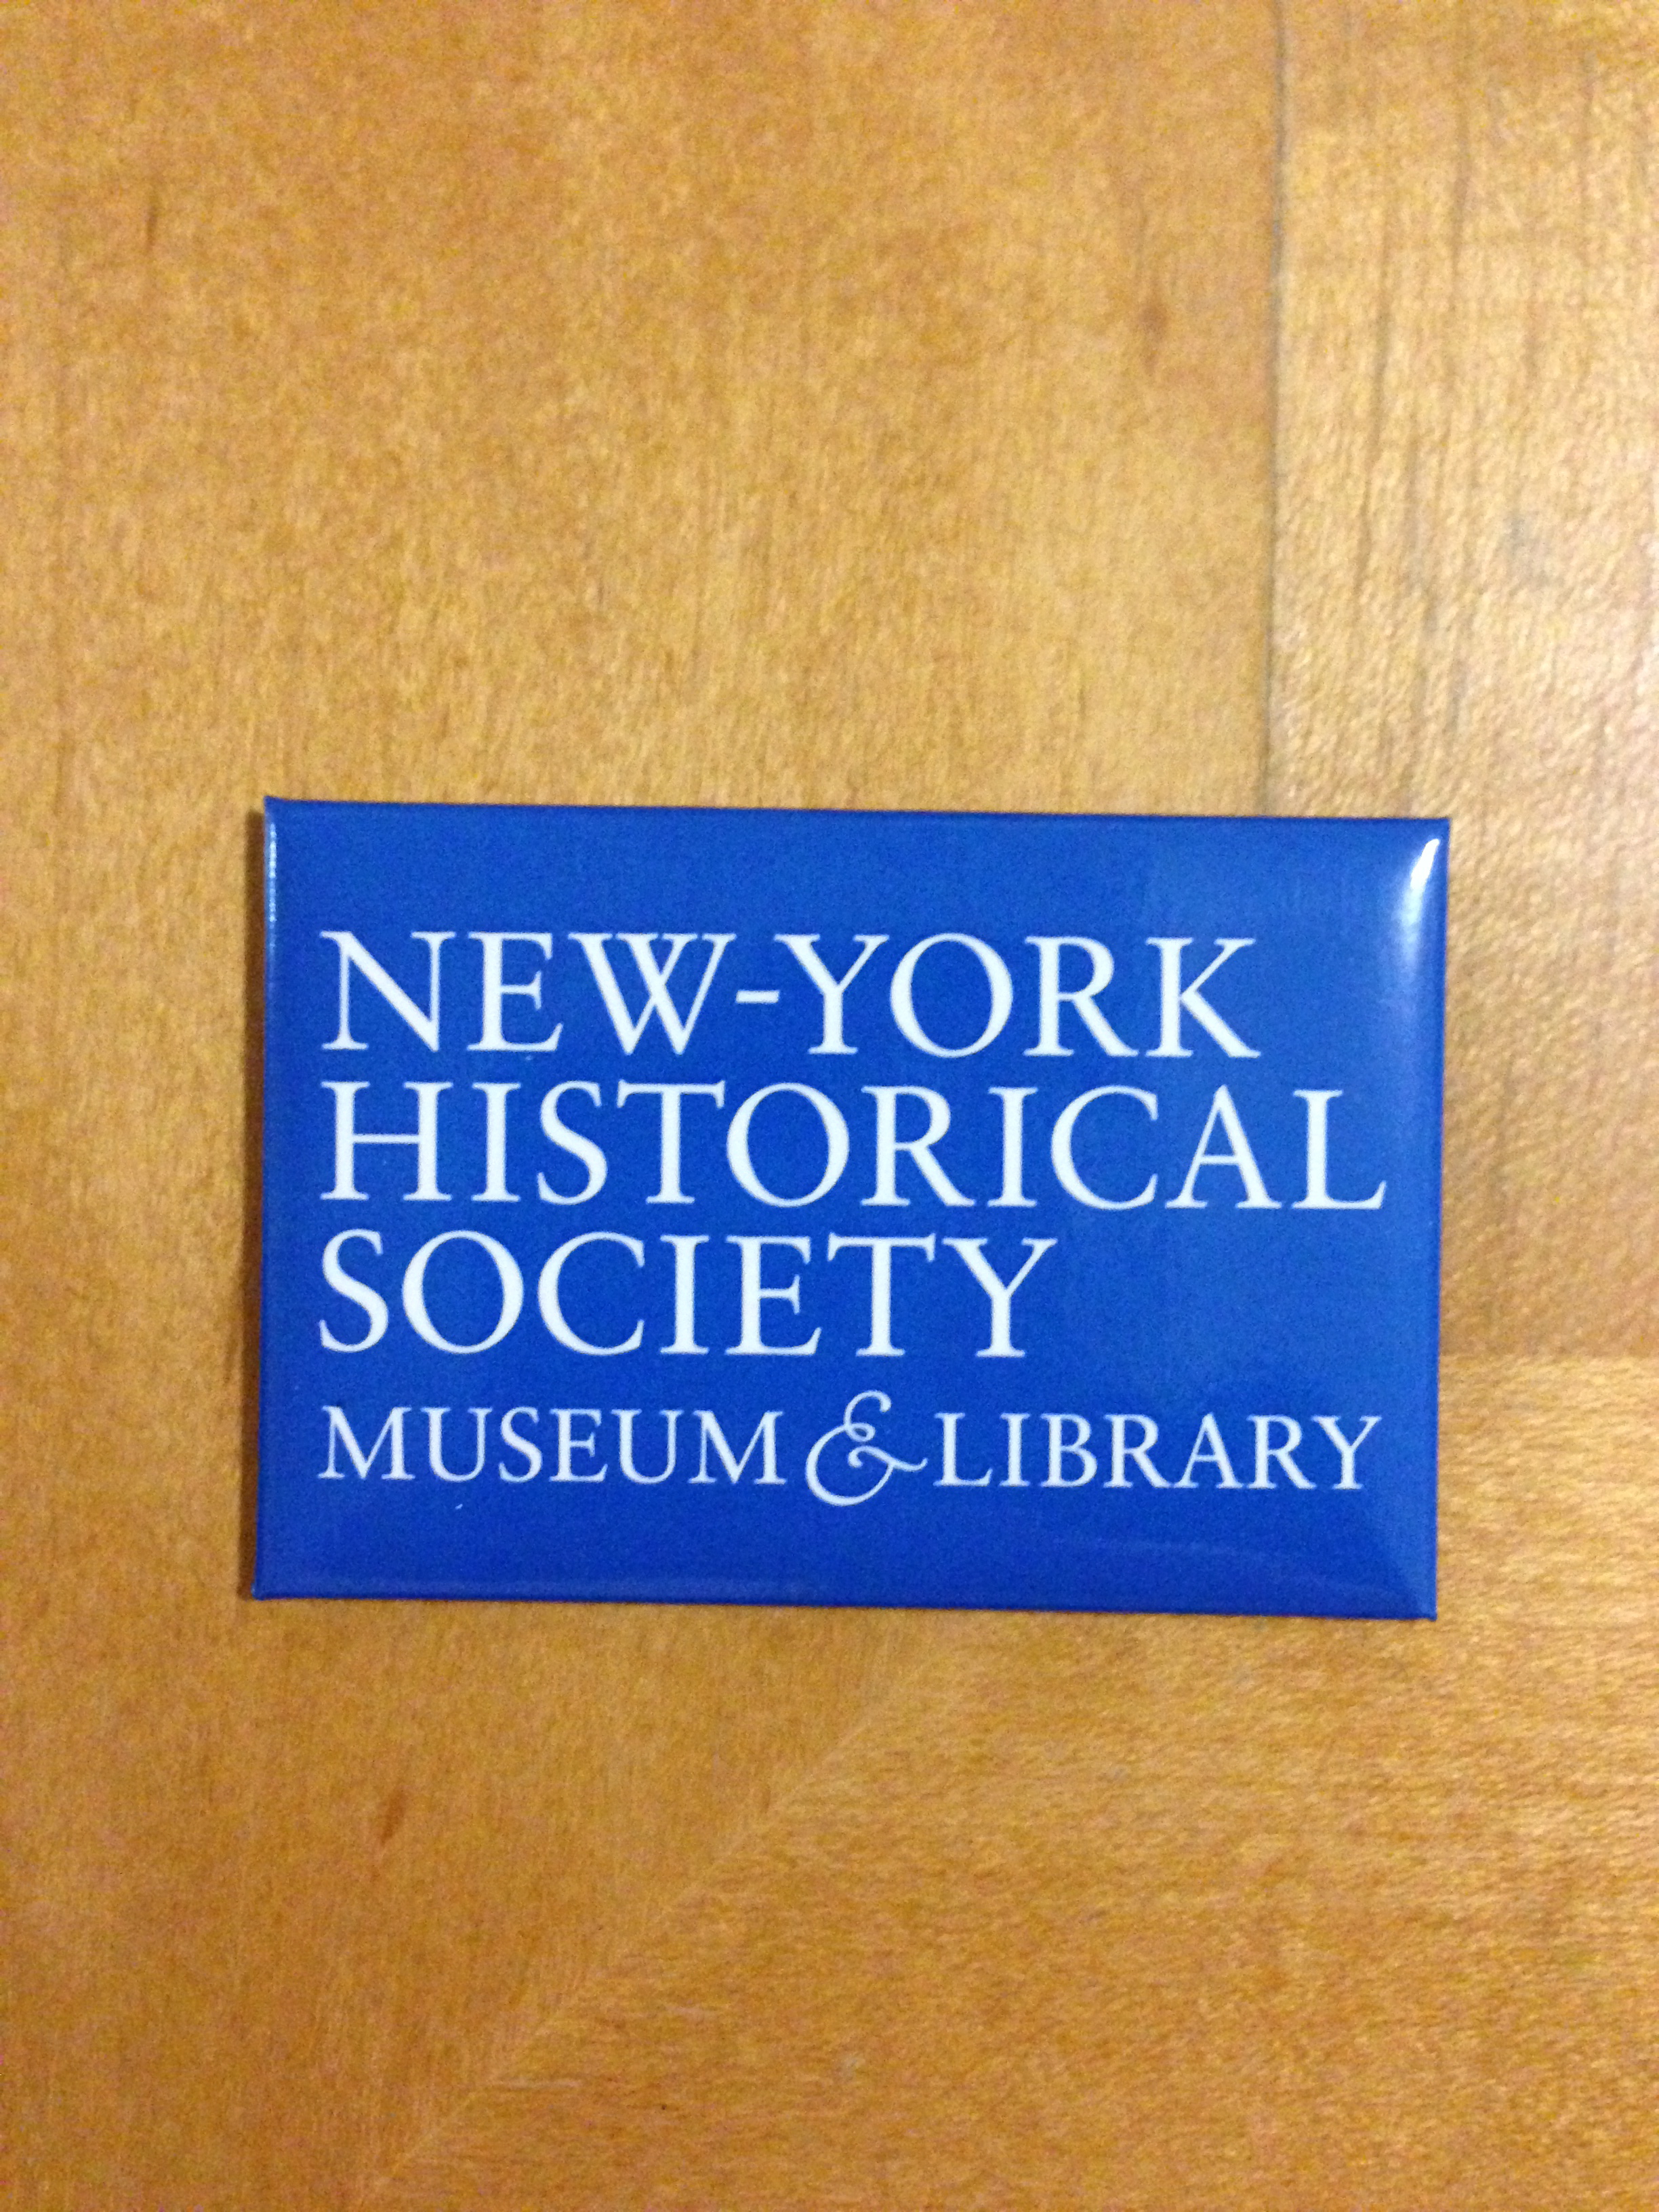 NEW-YORK
HISTORICAL
SOCIETY
MUSEUM & LIBRARY